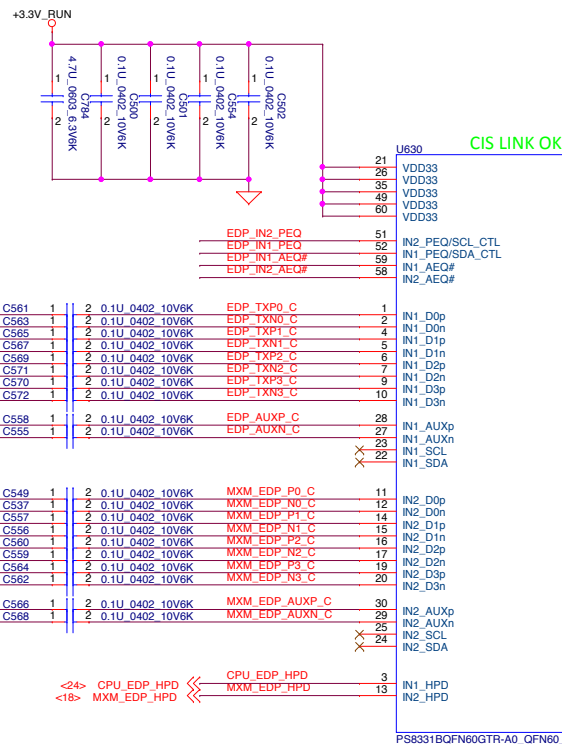 +3.3V_RUN
1 1 1 1 1
2 2 2 2 2
4.7U_0603_6.3V6K
C784
0.1U_0402_10V6K
C500
0.1U_0402_10V6K
C501
0.1U_0402_10V6K
C554
0.1U_0402_10V6K
C502
CIS LINK OK
U630
21 VDD33
26 VDD33
35 VDD33
49 VDD33
60 VDD33
EDP_IN2_PEQ 51 IN2_PEQ/SCL_CTL
EDP_IN1_PEQ 52 IN1_PEQ/SDA_CTL
EDP_IN1_AEQ# 59 IN1_AEQ#
EDP_IN2_AEQ# 58 IN2_AEQ#
C561 1 2 0.1U_0402_10V6K EDP_TXP0_C 1 IN1_D0p
C563 1 2 0.1U_0402_10V6K EDP_TXN0_C 2 IN1_D0n
C565 1 2 0.1U_0402_10V6K EDP_TXP1_C 4 IN1_D1p
C567 1 2 0.1U_0402_10V6K EDP_TXN1_C 5 IN1_D1n
C569 1 2 0.1U_0402_10V6K EDP_TXP2_C 6 IN1_D2p
C571 1 2 0.1U_0402_10V6K EDP_TXN2_C 7 IN1_D2n
C570 1 2 0.1U_0402_10V6K EDP_TXP3_C 9 IN1_D3p
C572 1 2 0.1U_0402_10V6K EDP_TXN3_C 10 IN1_D3n
C558 1 2 0.1U_0402_10V6K EDP_AUXP_C 28 IN1_AUXp
C555 1 2 0.1U_0402_10V6K EDP_AUXN_C 27 IN1_AUXn
23 IN1_SCL
22 IN1_SDA
C549 1 2 0.1U_0402_10V6K MXM_EDP_P0_C 11 IN2_D0p
C537 1 2 0.1U_0402_10V6K MXM_EDP_N0_C 12 IN2_D0n
C557 1 2 0.1U_0402_10V6K MXM_EDP_P1_C 14 IN2_D1p
C556 1 2 0.1U_0402_10V6K MXM_EDP_N1_C 15 IN2_D1n
C560 1 2 0.1U_0402_10V6K MXM_EDP_P2_C 16 IN2_D2p
C559 1 2 0.1U_0402_10V6K MXM_EDP_N2_C 17 IN2_D2n
C564 1 2 0.1U_0402_10V6K MXM_EDP_P3_C 19 IN2_D3p
C562 1 2 0.1U_0402_10V6K MXM_EDP_N3_C 20 IN2_D3n
C566 1 2 0.1U_0402_10V6K MXM_EDP_AUXP_C 30 IN2_AUXp
C568 1 2 0.1U_0402_10V6K MXM_EDP_AUXN_C 29 IN2_AUXn
25 IN2_SCL
24 IN2_SDA
<24> CPU_EDP_HPD CPU_EDP_HPD 3 IN1_HPD
<18> MXM_EDP_HPD MXM_EDP_HPD 13 IN2_HPD
PS8331BQFN60GTR-A0_QFN60_